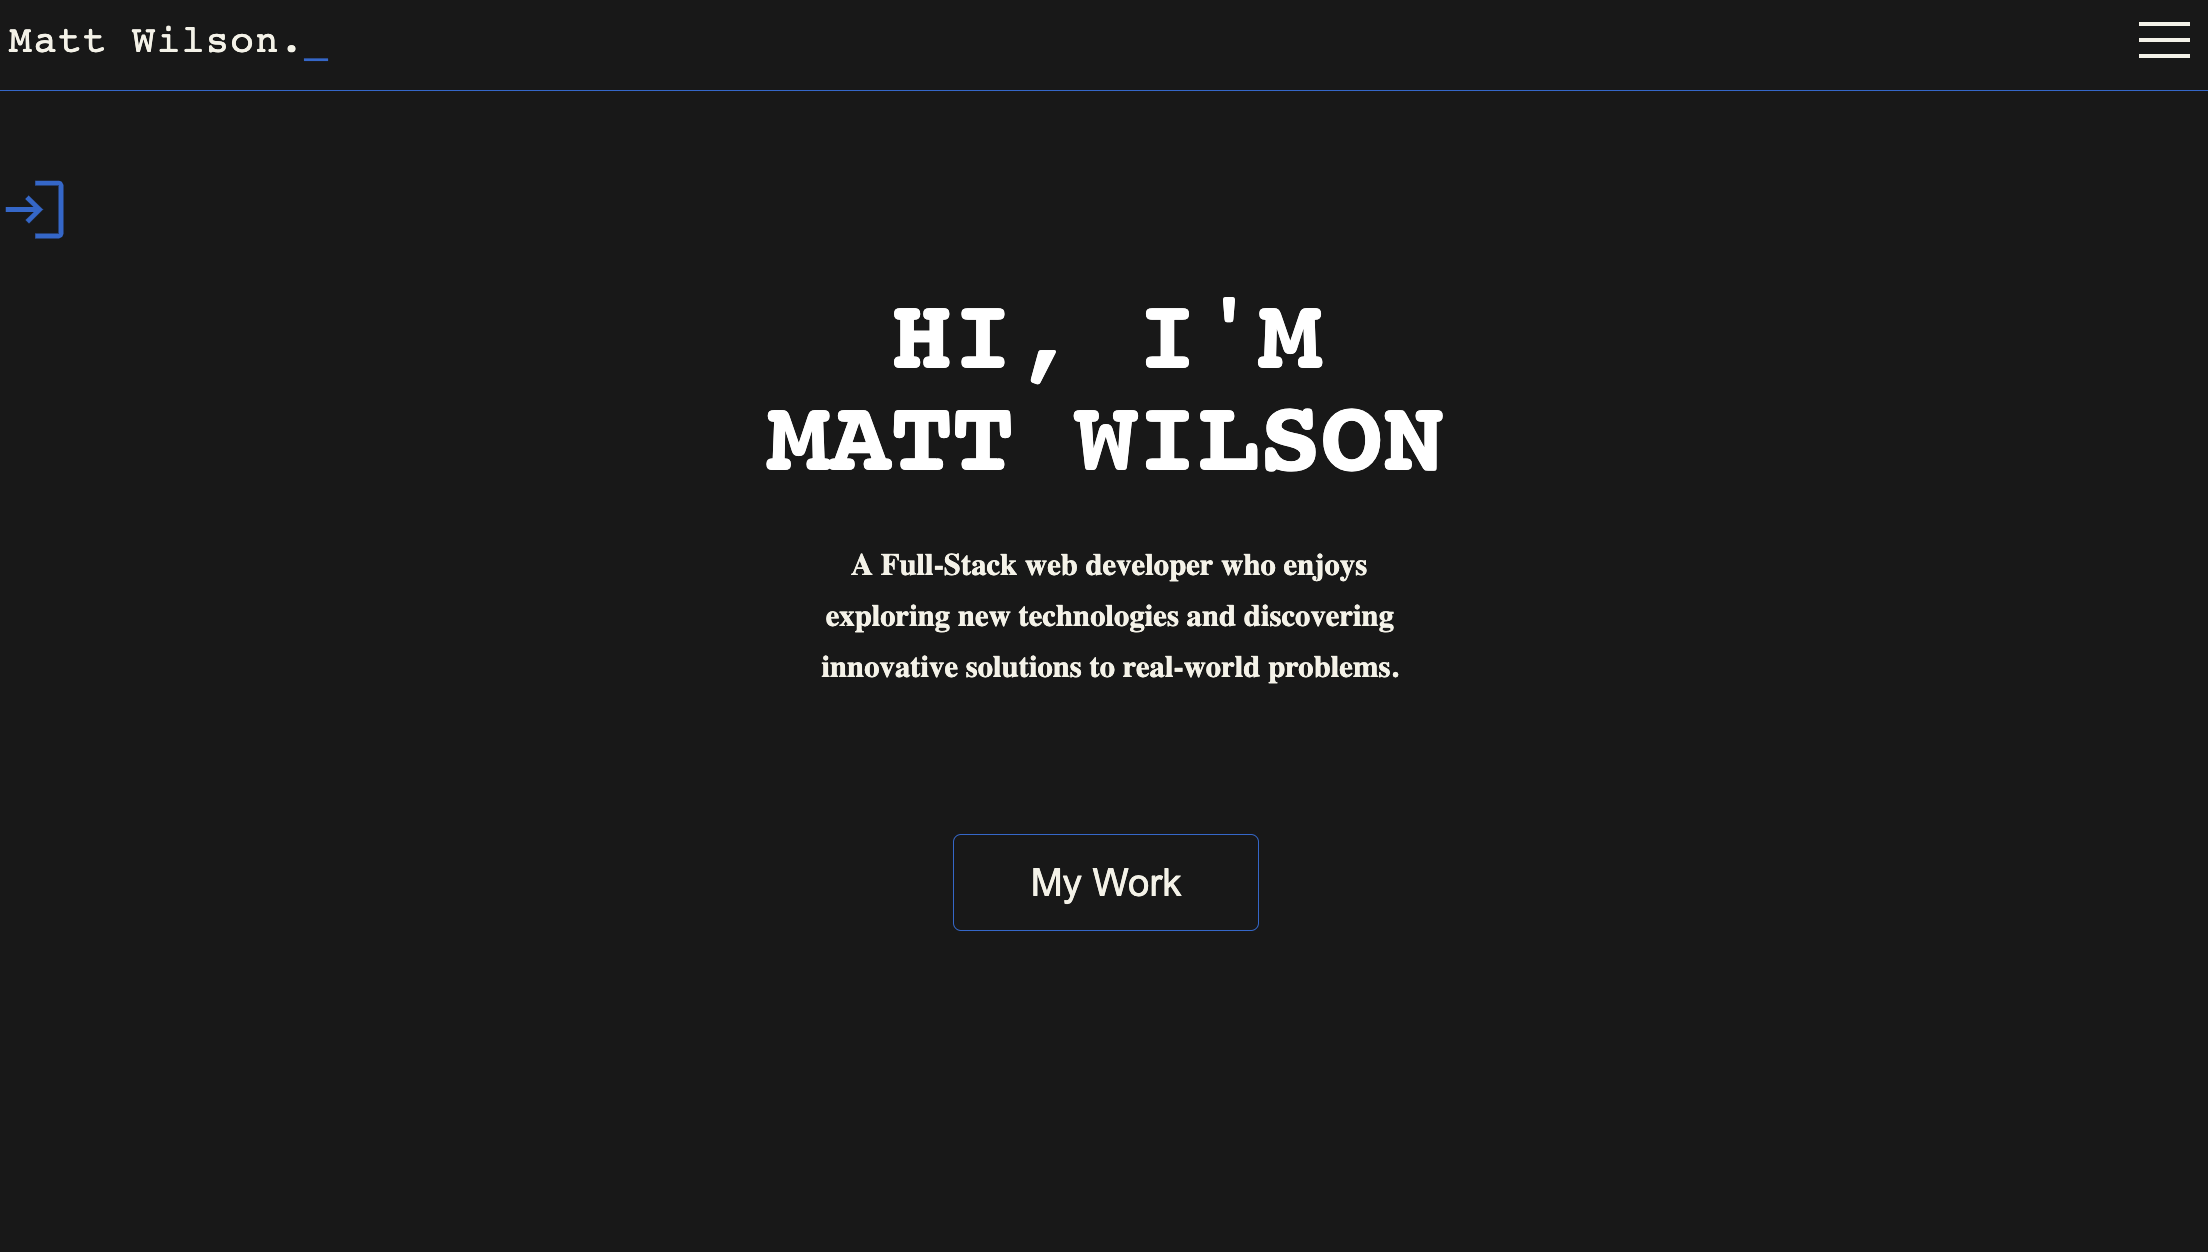 Matt Wilson._
HI, I'M
MATT WILSON
A Full-Stack web developer who enjoys
exploring new technologies and discovering
innovative solutions to real-world problems.
My Work